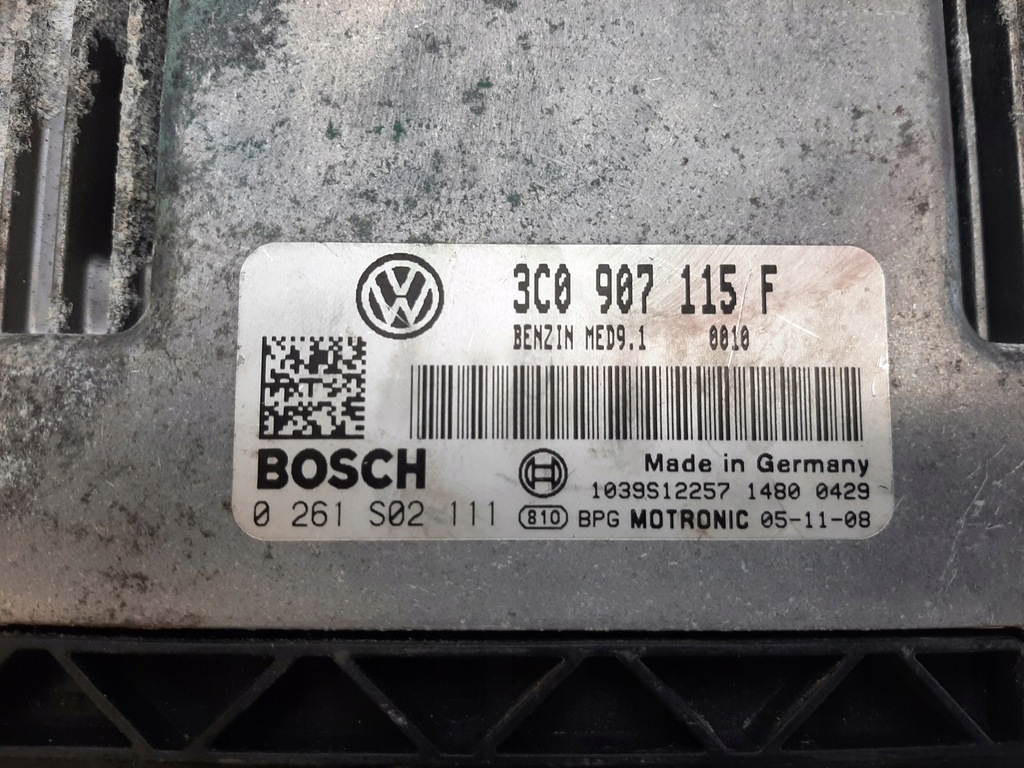 3C0 907 115 F
BENZIN MED9.1 0010
BOSCH
Made in Germany
1039S12257 1480 0429
0 261 S02 111
810 BPG MOTRONIC 05-11-08